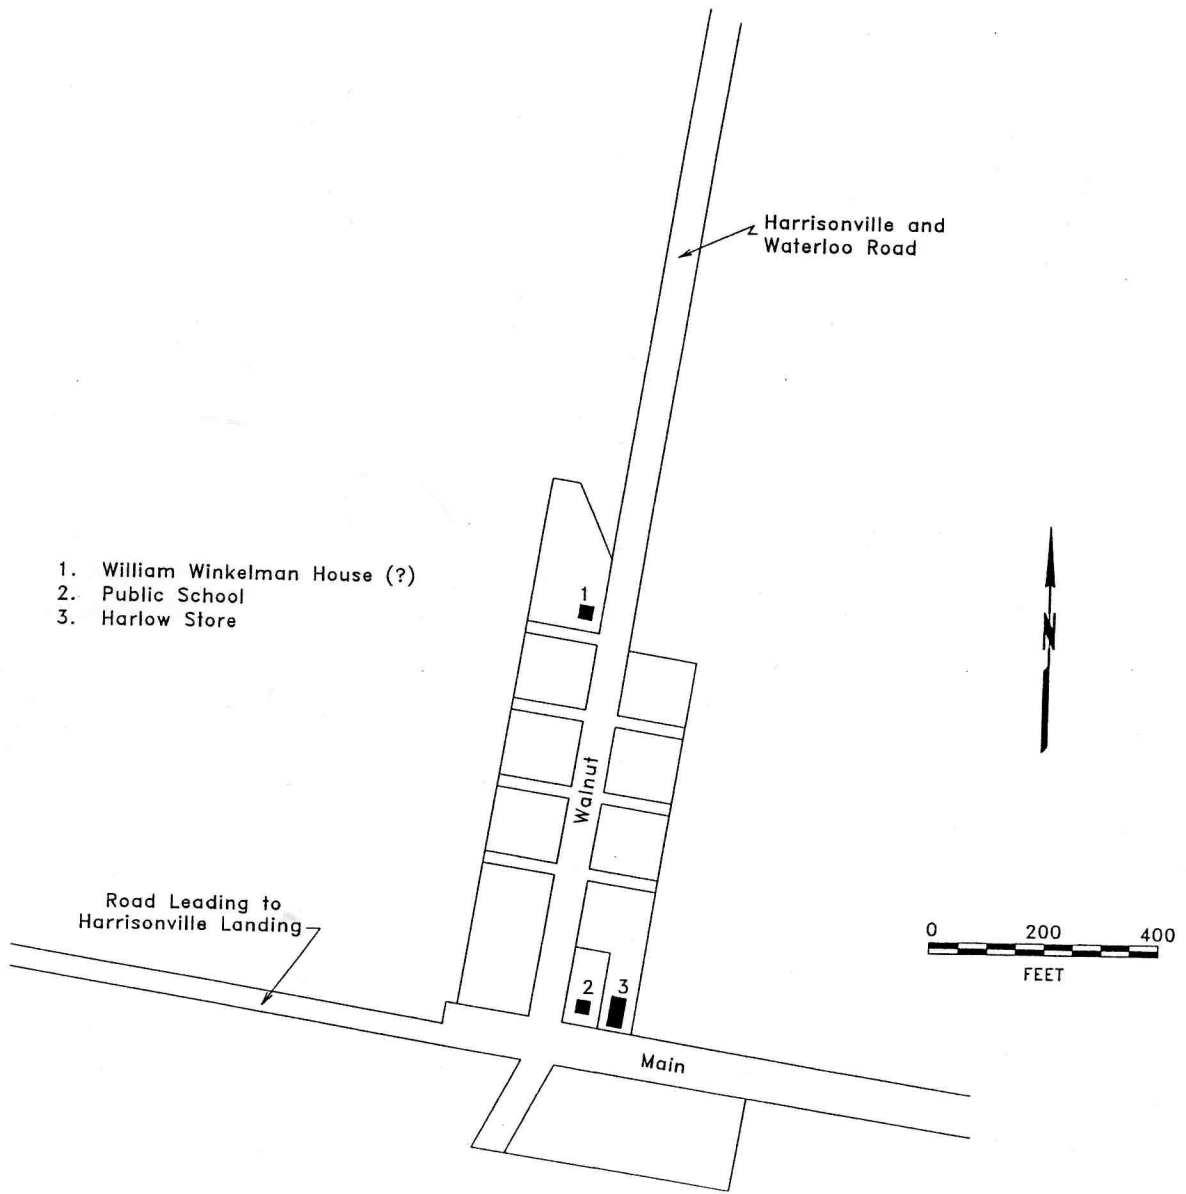 Harrisonville and
Waterloo Road
1. William Winkelman House (?)
2. Public School
3. Harlow Store
1
N
Walnut
Road Leading to
Harrisonville Landing
0 200 400
FEET
2 3
Main